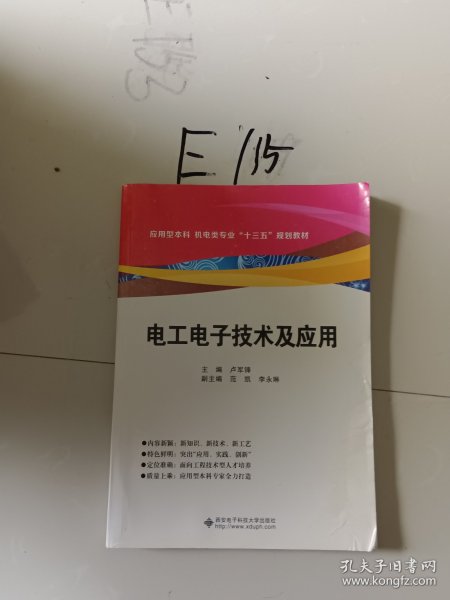 E/115
应用型本科 机电类专业“十三五”规划教材
电工电子技术及应用
主 编 卢军锋
副主编 范 凯 李永琳
●内容新颖：新知识、新技术、新工艺
●特色鲜明：突出“应用、实践、创新”
●定位准确：面向工程技术型人才培养
●质量上乘：应用型本科专家全力打造
西安电子科技大学出版社
http://www.xduph.com
孔夫子旧书网
www.kongfz.com